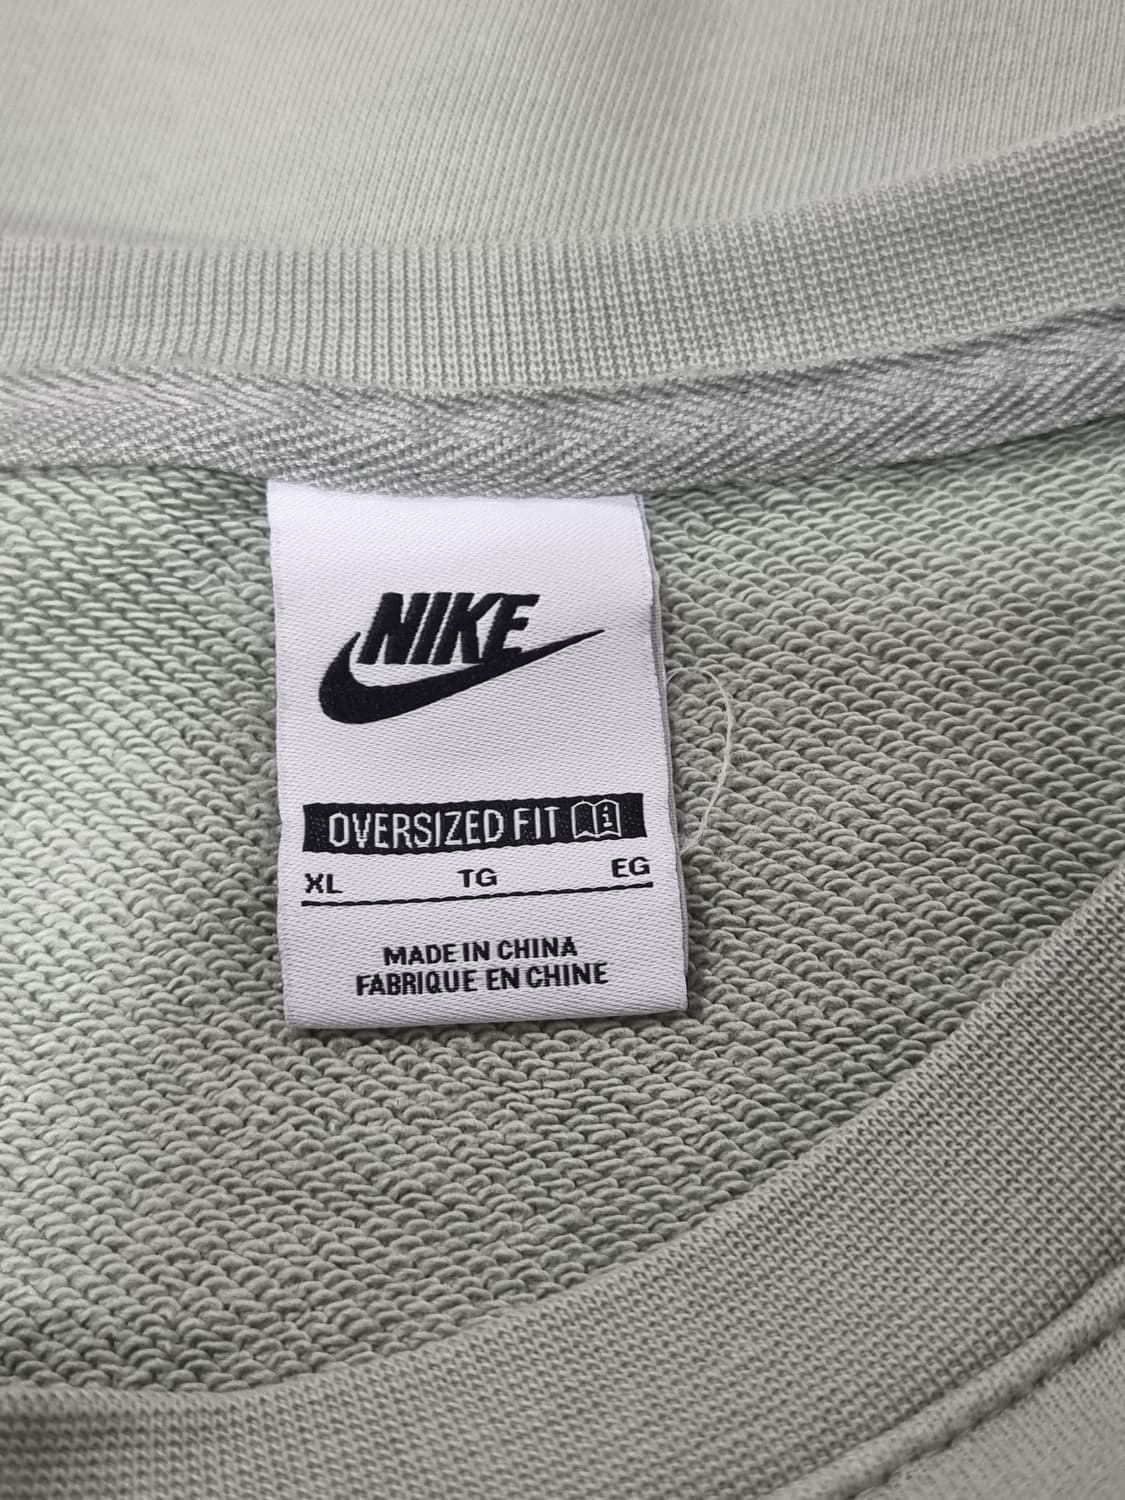 NIKE
OVERSIZED FIT
XL TG EG
MADE IN CHINA
FABRIQUE EN CHINE